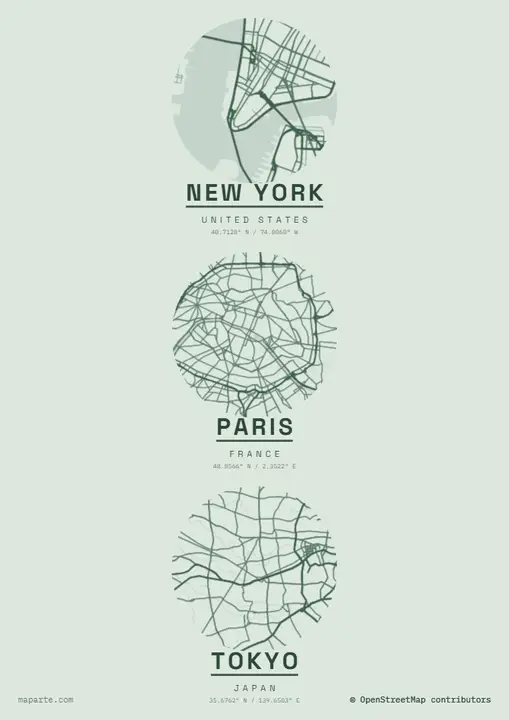 NEW YORK
UNITED STATES
40.7128° N / 74.0060° W
PARIS
FRANCE
48.8566° N / 2.3522° E
TOKYO
JAPAN
35.6762° N / 139.6503° E
maparte.com
© OpenStreetMap contributors